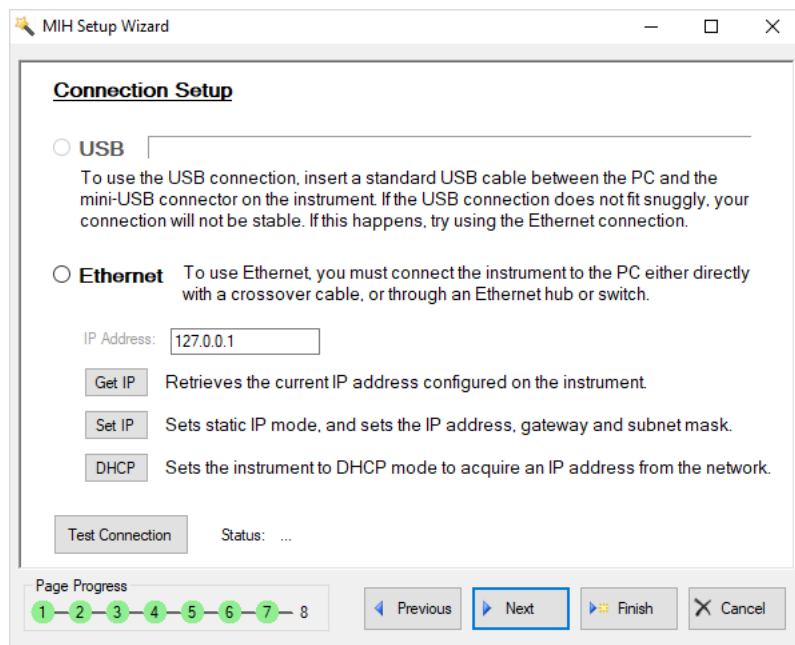 MIH Setup Wizard
Connection Setup
USB
To use the USB connection, insert a standard USB cable between the PC and the
mini-USB connector on the instrument. If the USB connection does not fit snuggly, your
connection will not be stable. If this happens, try using the Ethernet connection.
Ethernet To use Ethernet, you must connect the instrument to the PC either directly
with a crossover cable, or through an Ethernet hub or switch.
IP Address: 127.0.0.1
Get IP Retrieves the current IP address configured on the instrument.
Set IP Sets static IP mode, and sets the IP address, gateway and subnet mask.
DHCP Sets the instrument to DHCP mode to acquire an IP address from the network.
Test Connection Status: ...
Page Progress
1 2 3 4 5 6 7 8 Previous Next Finish Cancel